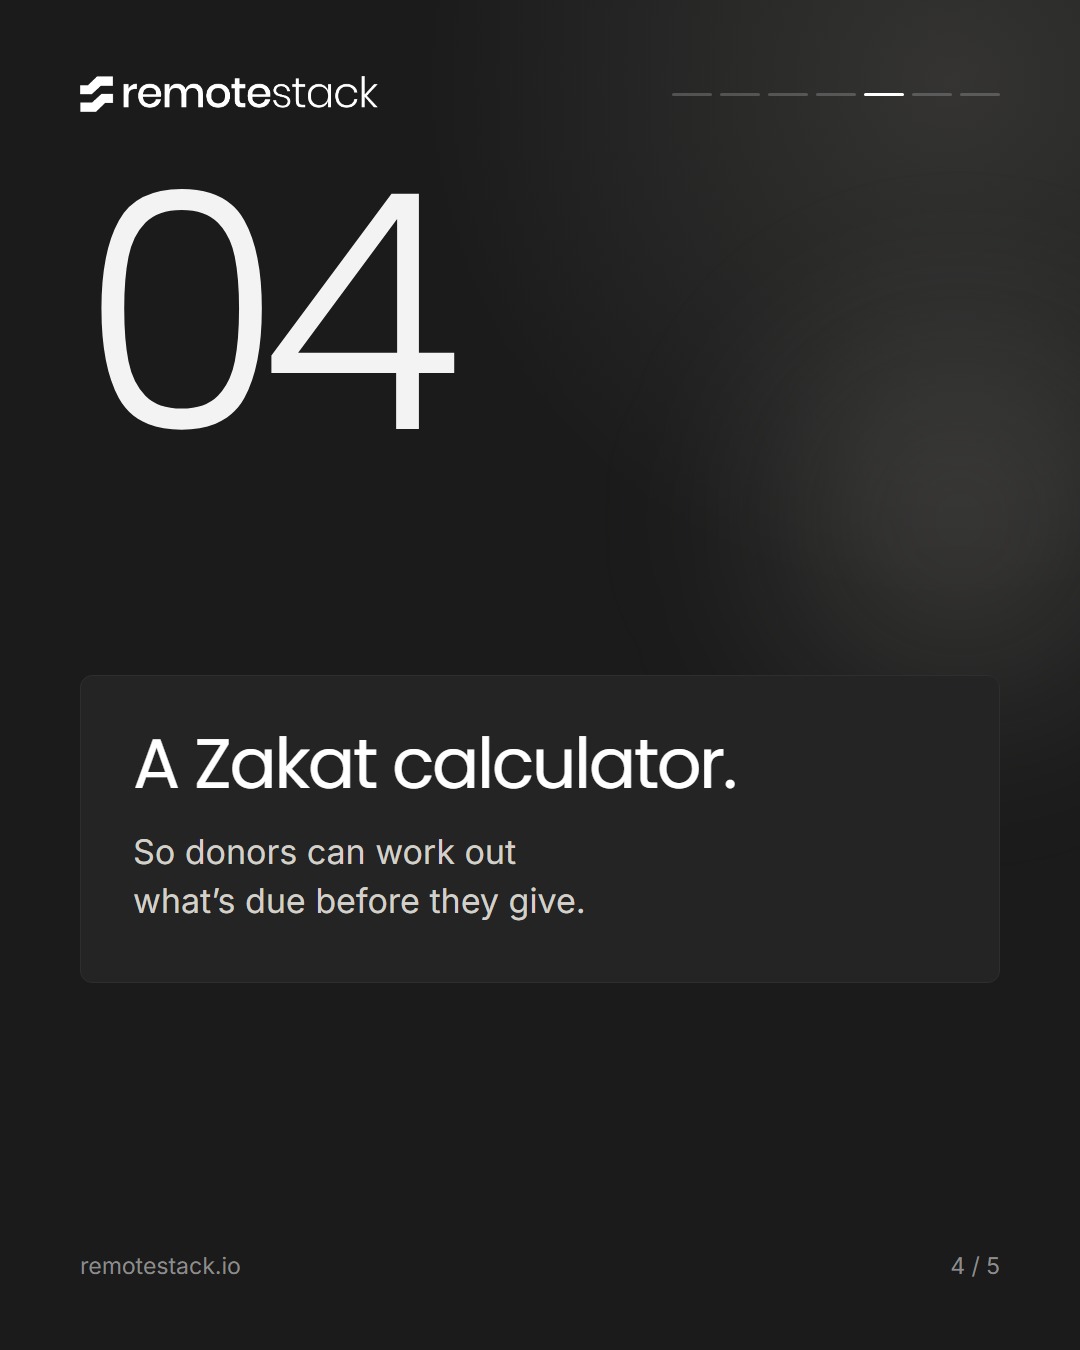 remotestack
04
A Zakat calculator.
So donors can work out
what’s due before they give.
remotestack.io
4 / 5